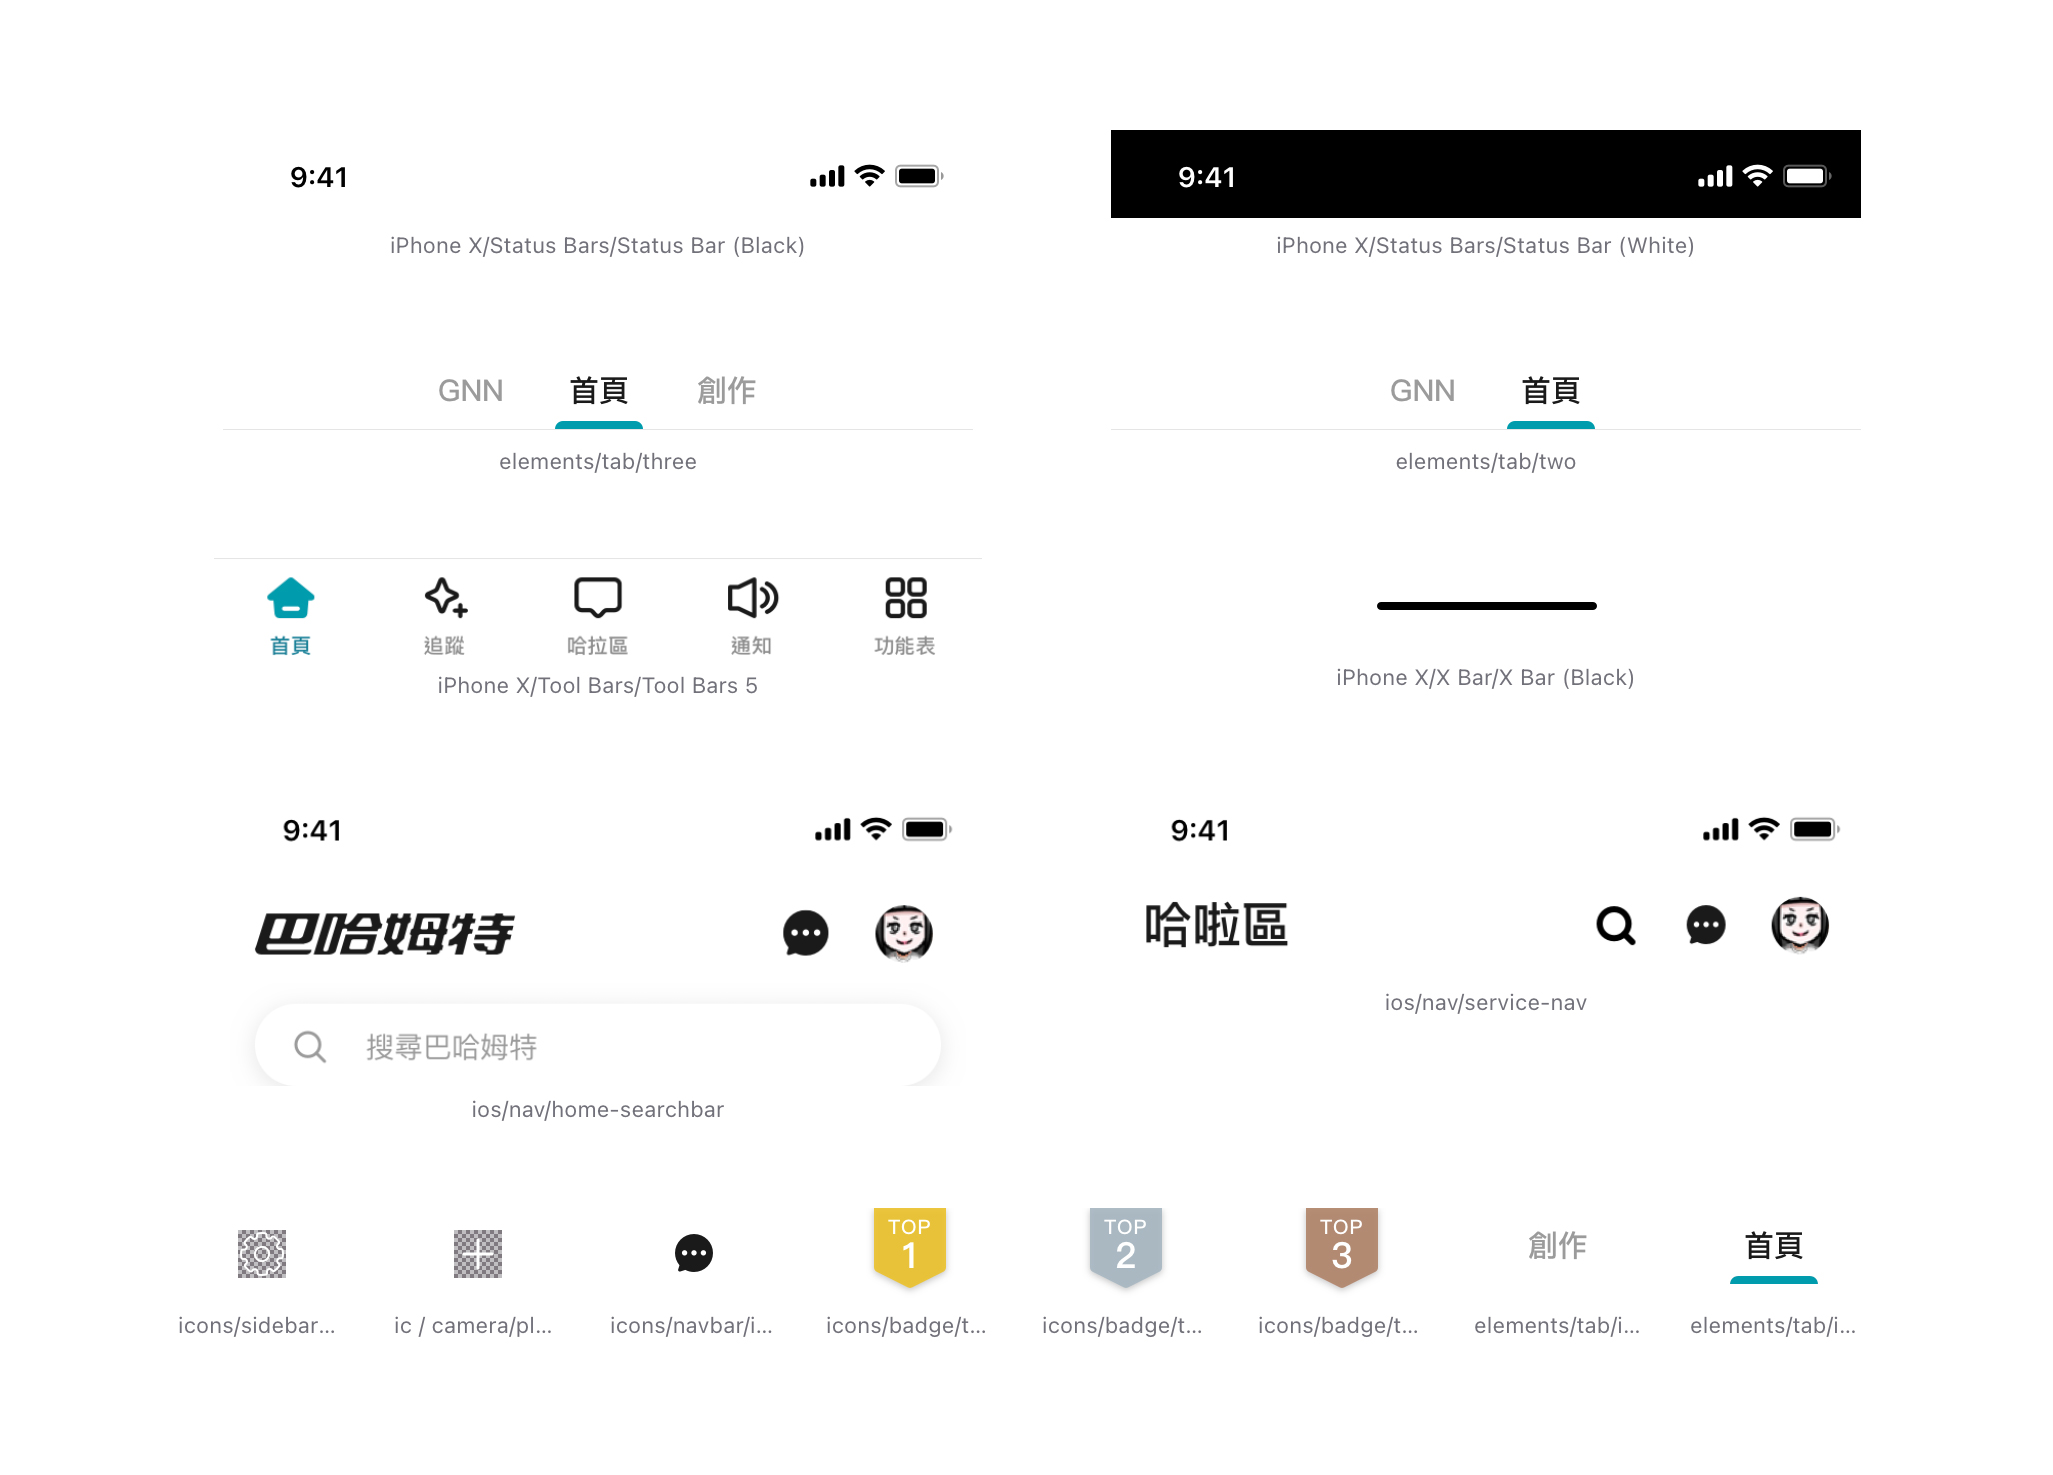 9:41
9:41
iPhone X/Status Bars/Status Bar (Black)
iPhone X/Status Bars/Status Bar (White)
GNN 首頁 創作
GNN 首頁
elements/tab/three
elements/tab/two
首頁 追蹤 哈拉區 通知 功能表
iPhone X/Tool Bars/Tool Bars 5
iPhone X/X Bar/X Bar (Black)
9:41
巴哈姆特
搜尋巴哈姆特
ios/nav/home-searchbar
9:41
哈啦區
ios/nav/service-nav
TOP
1
TOP
2
TOP
3
創作
首頁
icons/sidebar...
ic / camera/pl...
icons/navbar/i...
icons/badge/t...
icons/badge/t...
icons/badge/t...
elements/tab/i...
elements/tab/i...